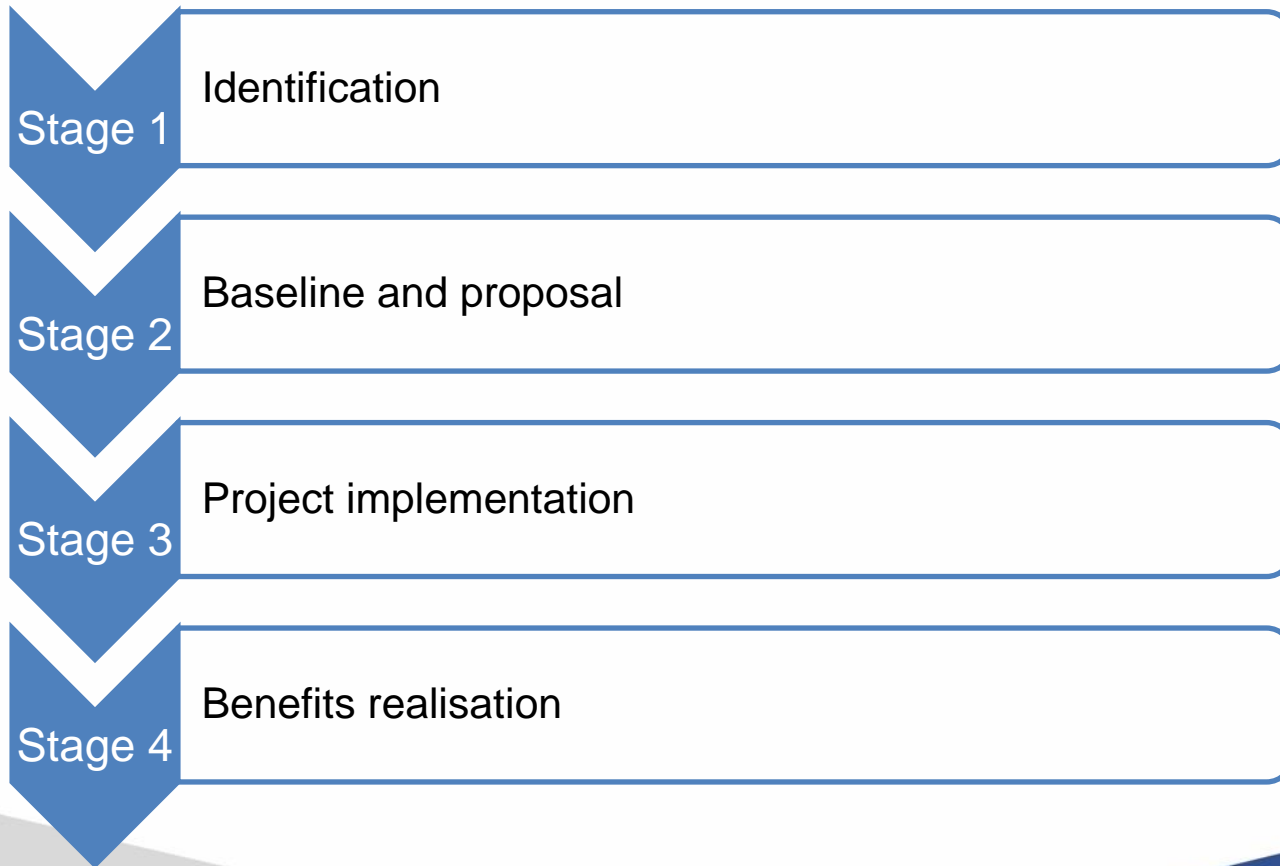 Stage 1
Identification
Stage 2
Baseline and proposal
Stage 3
Project implementation
Stage 4
Benefits realisation